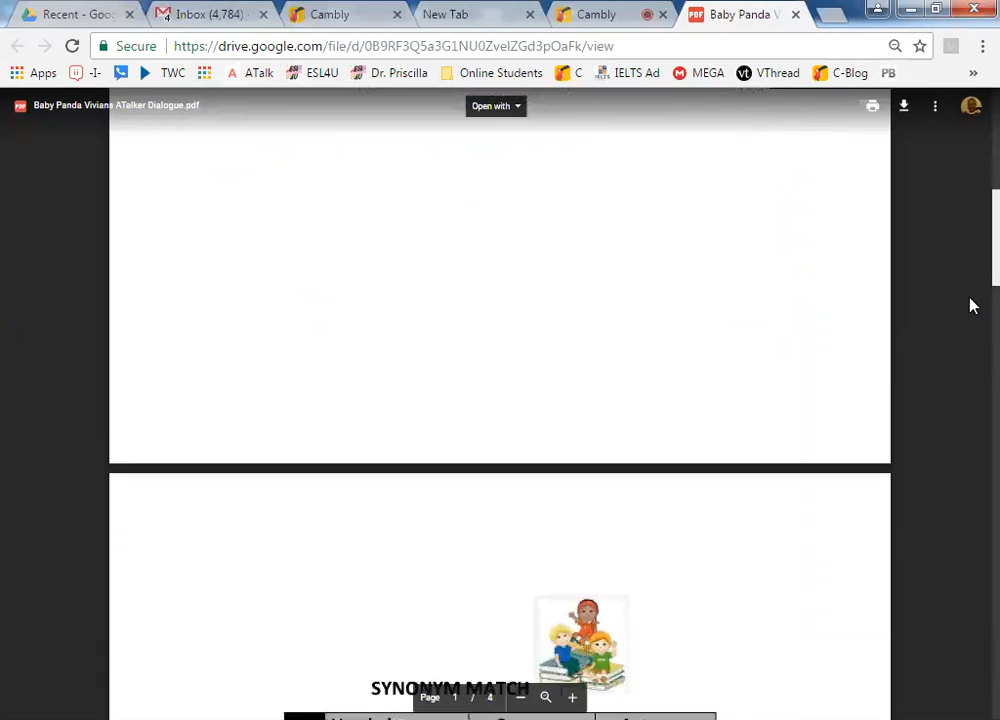 Recent - Goo
Inbox (4,784)
Cambly
New Tab
Cambly
Baby Panda V
Secure
https://drive.google.com/file/d/0B9RF3Q5a3G1NU0ZvelZGd3pOaFk/view
Apps
-I-
TWC
ATalk
ESL4U
Dr. Priscilla
Online Students
C
IELTS Ad
MEGA
VThread
C-Blog
PB
»
Baby Panda Vivians ATalker Dialogue.pdf
Open with
SYNONYM MATCH
Page 1 / 4